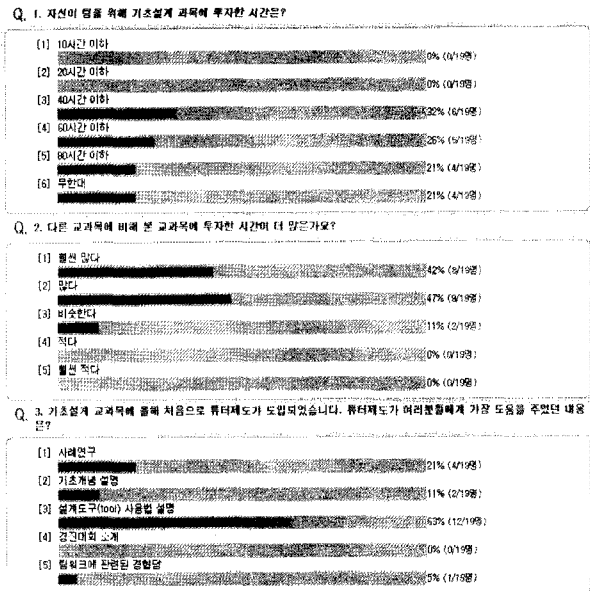 Q. 1. 자신이 팀을 위해 기초설계 과목에 투자한 시간은?
[1] 10시간 이하
0% (0/19명)
[2] 20시간 이하
0% (0/19명)
[3] 40시간 이하
32% (6/19명)
[4] 60시간 이하
26% (5/19명)
[5] 80시간 이하
21% (4/19명)
[6] 무한대
21% (4/19명)
Q. 2. 다른 교과목에 비해 본 교과목에 투자한 시간이 더 많은가요?
[1] 훨씬 많다
42% (8/19명)
[2] 많다
47% (9/19명)
[3] 비슷한다
11% (2/19명)
[4] 적다
0% (0/19명)
[5] 훨씬 적다
0% (0/19명)
Q. 3. 기초설계 교과목에 올해 처음으로 튜터제도가 도입되었습니다. 튜터제도가 여러분들에게 가장 도움을 주었던 내용
은?
[1] 사례연구
21% (4/19명)
[2] 기초개념 설명
11% (2/19명)
[3] 설계도구(tool) 사용법 설명
63% (12/19명)
[4] 경진대회 소개
0% (0/19명)
[5] 팀워크에 관련된 경험담
5% (1/19명)